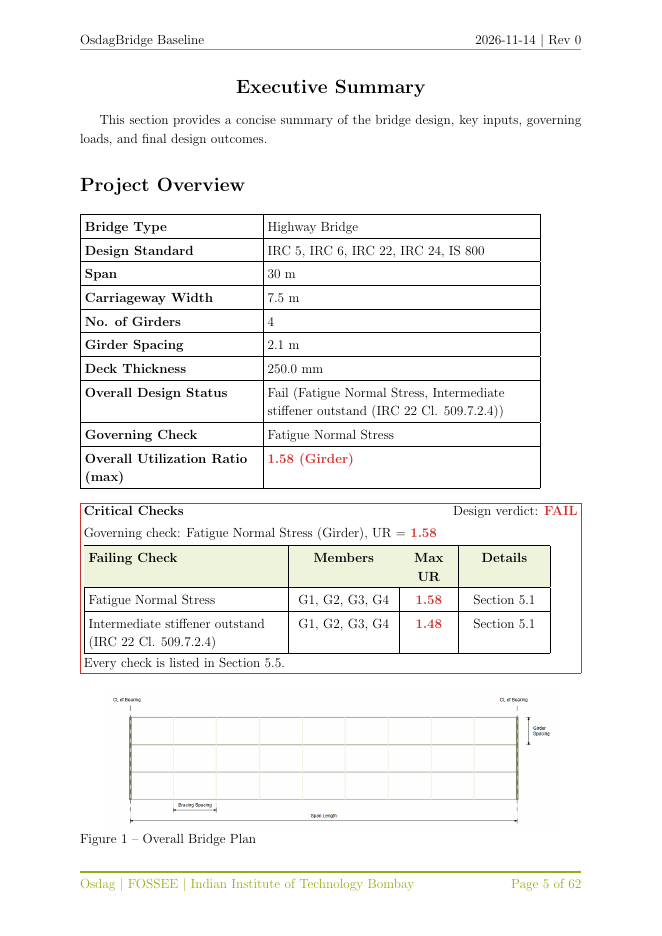 OsdagBridge Baseline 2026-11-14 | Rev 0
Executive Summary
This section provides a concise summary of the bridge design, key inputs, governing
loads, and final design outcomes.
Project Overview
Bridge Type Highway Bridge
Design Standard IRC 5, IRC 6, IRC 22, IRC 24, IS 800
Span 30 m
Carriageway Width 7.5 m
No. of Girders 4
Girder Spacing 2.1 m
Deck Thickness 250.0 mm
Overall Design Status Fail (Fatigue Normal Stress, Intermediate
stiffener outstand (IRC 22 Cl. 509.7.2.4))
Governing Check Fatigue Normal Stress
Overall Utilization Ratio 1.58 (Girder)
(max)
Critical Checks Design verdict: FAIL
Governing check: Fatigue Normal Stress (Girder), UR = 1.58
Failing Check Members Max Details
UR
Fatigue Normal Stress G1, G2, G3, G4 1.58 Section 5.1
Intermediate stiffener outstand G1, G2, G3, G4 1.48 Section 5.1
(IRC 22 Cl. 509.7.2.4)
Every check is listed in Section 5.5.
CL of Bearing CL of Bearing
Girder
Spacing
Bracing Spacing
Span Length
Figure 1 – Overall Bridge Plan
Osdag | FOSSEE | Indian Institute of Technology Bombay Page 5 of 62